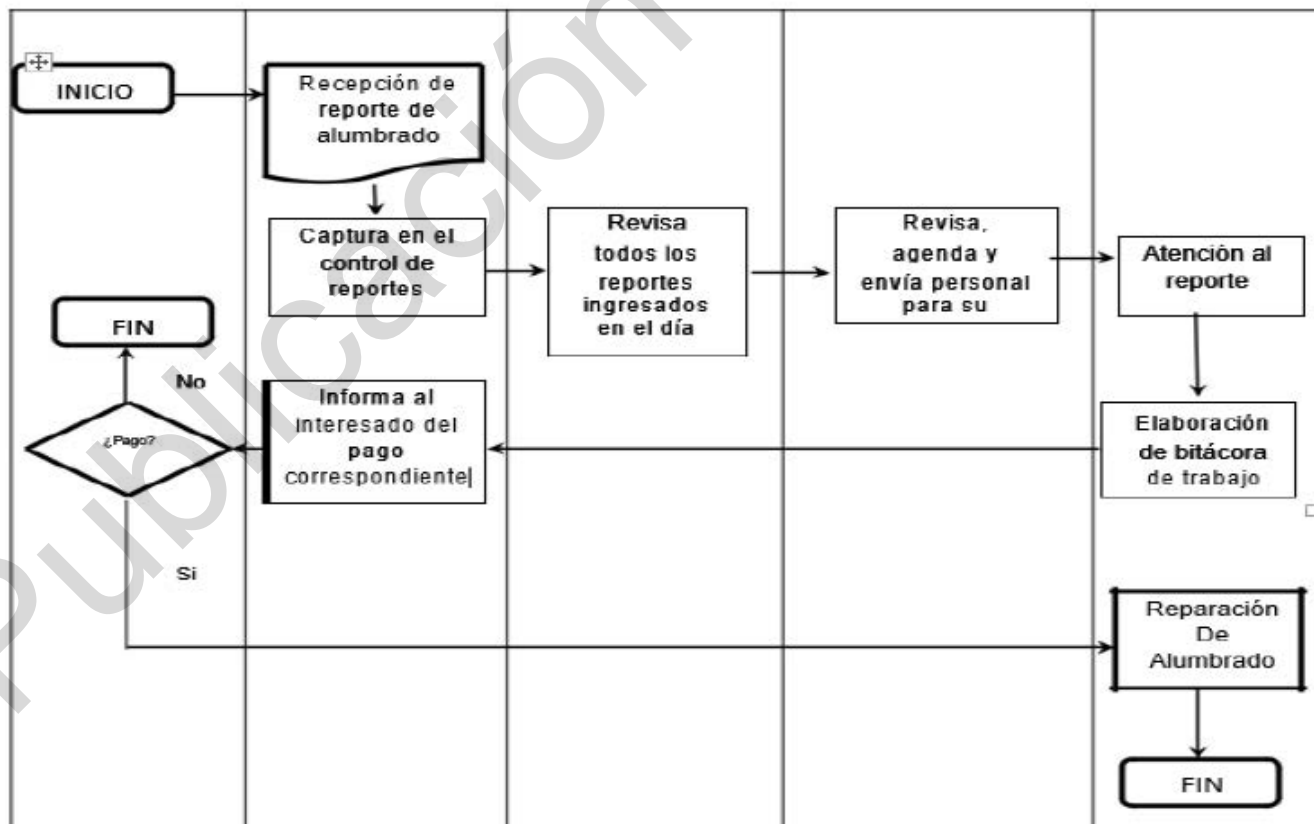 INICIO
Recepción de
reporte de
alumbrado
Captura en el
control de
reportes
Revisa
todos los
reportes
ingresados
en el día
Revisa,
agenda y
envía personal
para su
Atención al
reporte
Elaboración
de bitácora
de trabajo
Informa al
interesado del
pago
correspondiente
¿Pago?
No
FIN
Si
Reparación
De
Alumbrado
FIN
Publicación